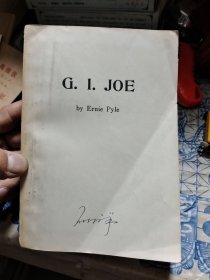 G. I. JOE
by Ernie Pyle